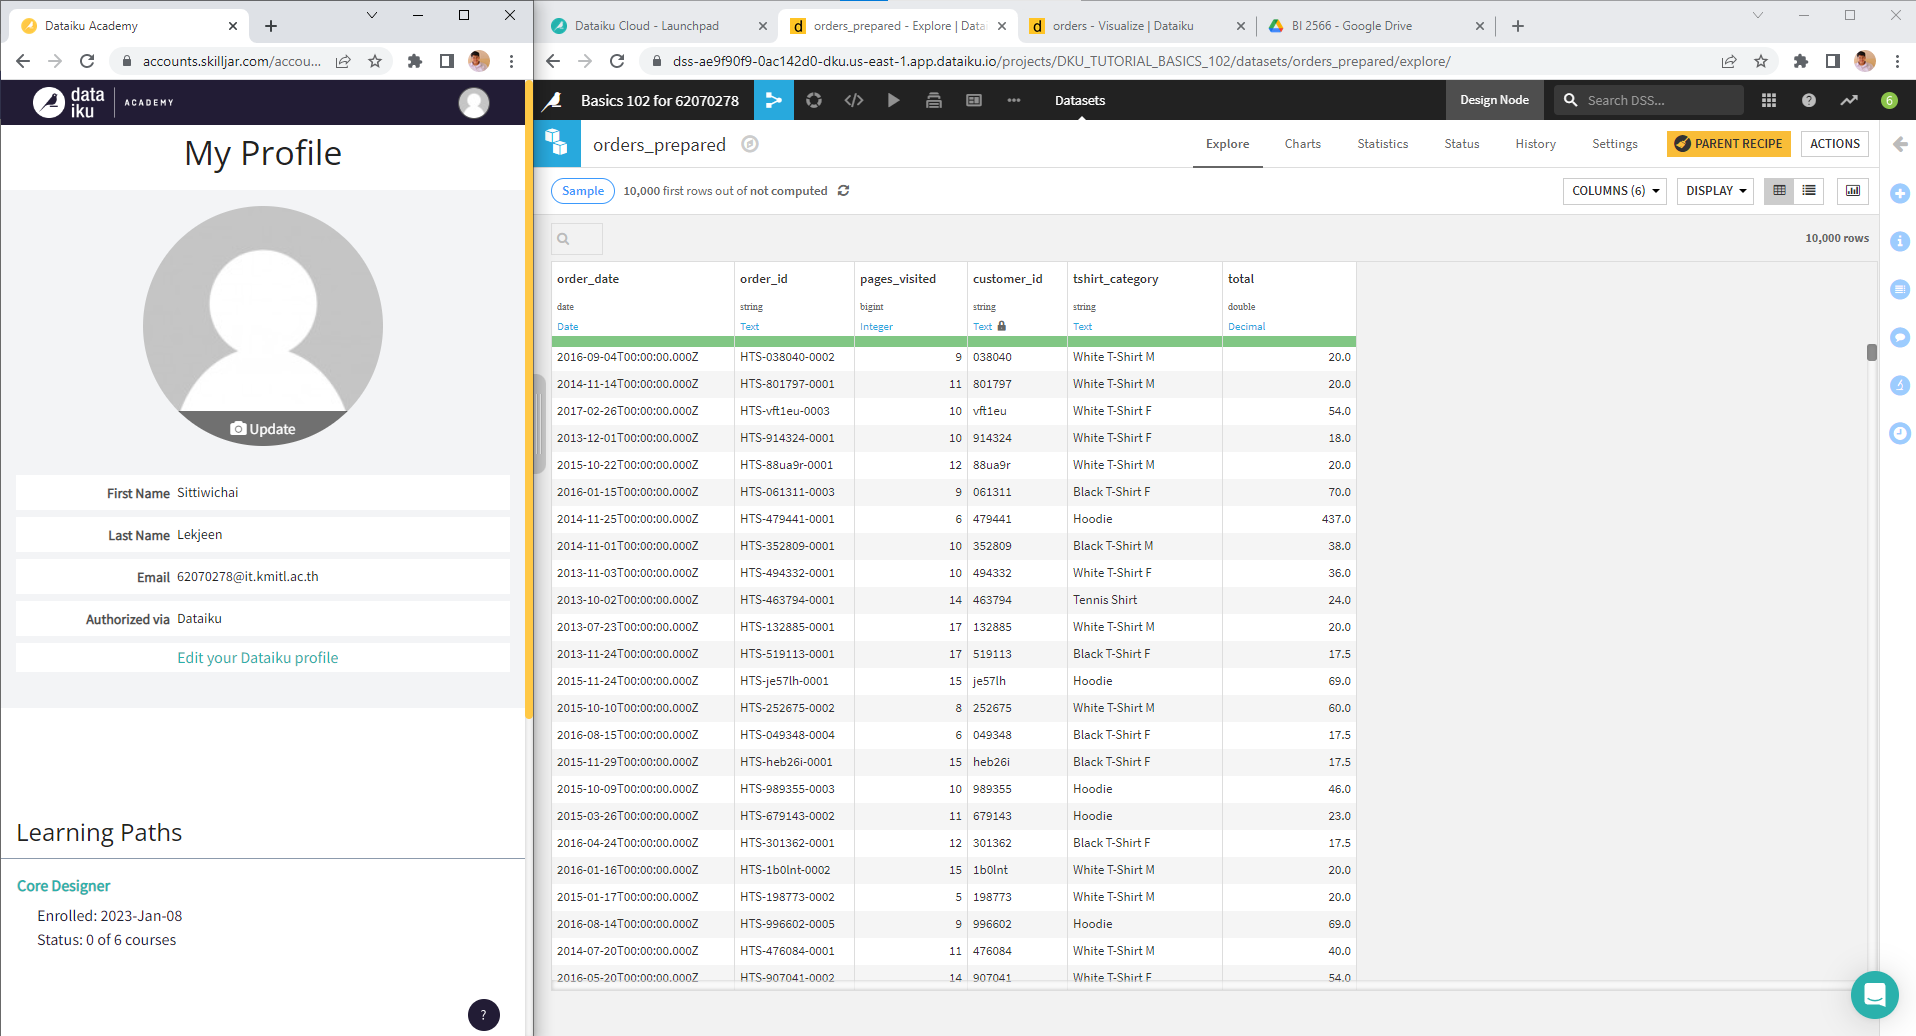 Dataiku Academy
accounts.skilljar.com/accou...
data
iku
ACADEMY
My Profile
Update
First Name Sittiwichai
Last Name Lekjeen
Email 62070278@it.kmitl.ac.th
Authorized via Dataiku
Edit your Dataiku profile
Learning Paths
Core Designer
Enrolled: 2023-Jan-08
Status: 0 of 6 courses
?
Dataiku Cloud - Launchpad
orders_prepared - Explore | Data
orders - Visualize | Dataiku
BI 2566 - Google Drive
dss-ae9f90f9-0ac142d0-dku.us-east-1.app.dataiku.io/projects/DKU_TUTORIAL_BASICS_102/datasets/orders_prepared/explore/
Basics 102 for 62070278 Datasets Design Node Search DSS... 6
orders_prepared Explore Charts Statistics Status History Settings PARENT RECIPE ACTIONS
Sample 10,000 first rows out of not computed COLUMNS (6) DISPLAY
10,000 rows
order_date order_id pages_visited customer_id tshirt_category total
date string bigint string string double
Date Text Integer Text Text Decimal
2016-09-04T00:00:00.000Z HTS-038040-0002 9 038040 White T-Shirt M 20.0
2014-11-14T00:00:00.000Z HTS-801797-0001 11 801797 White T-Shirt M 20.0
2017-02-26T00:00:00.000Z HTS-vft1eu-0003 10 vft1eu White T-Shirt F 54.0
2013-12-01T00:00:00.000Z HTS-914324-0001 10 914324 White T-Shirt F 18.0
2015-10-22T00:00:00.000Z HTS-88ua9r-0001 12 88ua9r White T-Shirt M 20.0
2016-01-15T00:00:00.000Z HTS-061311-0003 9 061311 Black T-Shirt F 70.0
2014-11-25T00:00:00.000Z HTS-479441-0001 6 479441 Hoodie 437.0
2014-11-01T00:00:00.000Z HTS-352809-0001 10 352809 Black T-Shirt M 38.0
2013-11-03T00:00:00.000Z HTS-494332-0001 10 494332 White T-Shirt F 36.0
2013-10-02T00:00:00.000Z HTS-463794-0001 14 463794 Tennis Shirt 24.0
2013-07-23T00:00:00.000Z HTS-132885-0001 17 132885 White T-Shirt M 20.0
2013-11-24T00:00:00.000Z HTS-519113-0001 17 519113 Black T-Shirt F 17.5
2015-11-24T00:00:00.000Z HTS-je57lh-0001 15 je57lh Hoodie 69.0
2015-10-10T00:00:00.000Z HTS-252675-0002 8 252675 White T-Shirt M 60.0
2016-08-15T00:00:00.000Z HTS-049348-0004 6 049348 Black T-Shirt F 17.5
2015-11-29T00:00:00.000Z HTS-heb26i-0001 15 heb26i Black T-Shirt F 17.5
2015-10-09T00:00:00.000Z HTS-989355-0003 10 989355 Hoodie 46.0
2015-03-26T00:00:00.000Z HTS-679143-0002 11 679143 Hoodie 23.0
2016-04-24T00:00:00.000Z HTS-301362-0001 12 301362 Black T-Shirt F 17.5
2016-01-16T00:00:00.000Z HTS-1b0lnt-0002 15 1b0lnt White T-Shirt M 20.0
2015-01-17T00:00:00.000Z HTS-198773-0002 5 198773 White T-Shirt M 20.0
2016-08-14T00:00:00.000Z HTS-996602-0005 9 996602 Hoodie 69.0
2014-07-20T00:00:00.000Z HTS-476084-0001 11 476084 White T-Shirt M 40.0
2016-05-20T00:00:00.000Z HTS-907041-0002 14 907041 White T-Shirt F 54.0